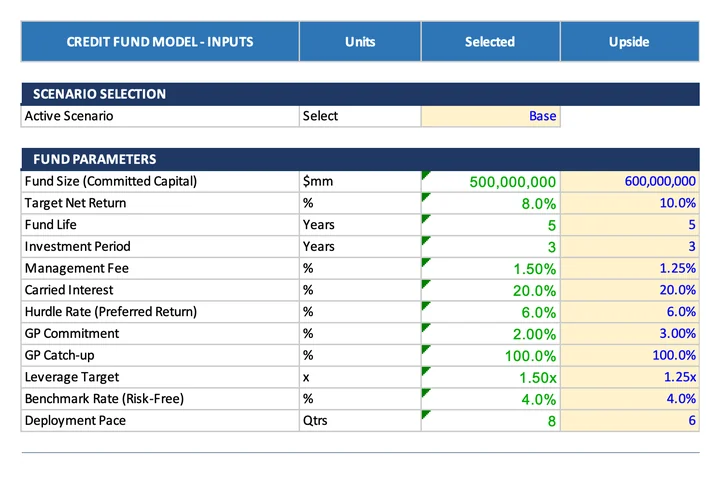 CREDIT FUND MODEL - INPUTS Units Selected Upside
SCENARIO SELECTION
Active Scenario Select Base
FUND PARAMETERS
Fund Size (Committed Capital) $mm 500,000,000 600,000,000
Target Net Return % 8.0% 10.0%
Fund Life Years 5 5
Investment Period Years 3 3
Management Fee % 1.50% 1.25%
Carried Interest % 20.0% 20.0%
Hurdle Rate (Preferred Return) % 6.0% 6.0%
GP Commitment % 2.00% 3.00%
GP Catch-up % 100.0% 100.0%
Leverage Target x 1.50x 1.25x
Benchmark Rate (Risk-Free) % 4.0% 4.0%
Deployment Pace Qtrs 8 6